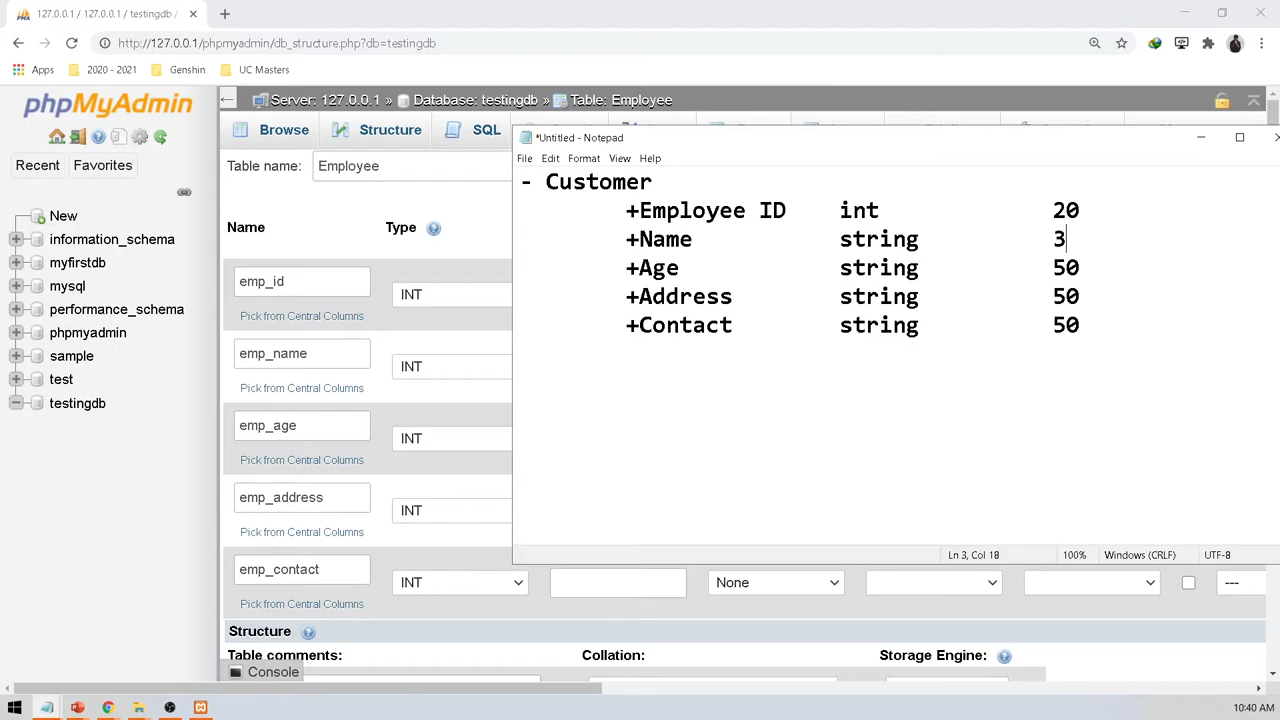 127.0.0.1 / 127.0.0.1 / testingdb /
http://127.0.0.1/phpmyadmin/db_structure.php?db=testingdb
Apps 2020 - 2021 Genshin UC Masters
phpMyAdmin
Recent Favorites
New
information_schema
myfirstdb
mysql
performance_schema
phpmyadmin
sample
test
testingdb
Server: 127.0.0.1 » Database: testingdb » Table: Employee
Browse Structure SQL
Table name: Employee
Name Type
emp_id INT
Pick from Central Columns
emp_name INT
Pick from Central Columns
emp_age INT
Pick from Central Columns
emp_address INT
Pick from Central Columns
emp_contact INT None ---
Pick from Central Columns
Structure
Table comments: Collation: Storage Engine:
Console
*Untitled - Notepad
File Edit Format View Help
- Customer
+Employee ID int 20
+Name string 3
+Age string 50
+Address string 50
+Contact string 50
Ln 3, Col 18 100% Windows (CRLF) UTF-8
10:40 AM